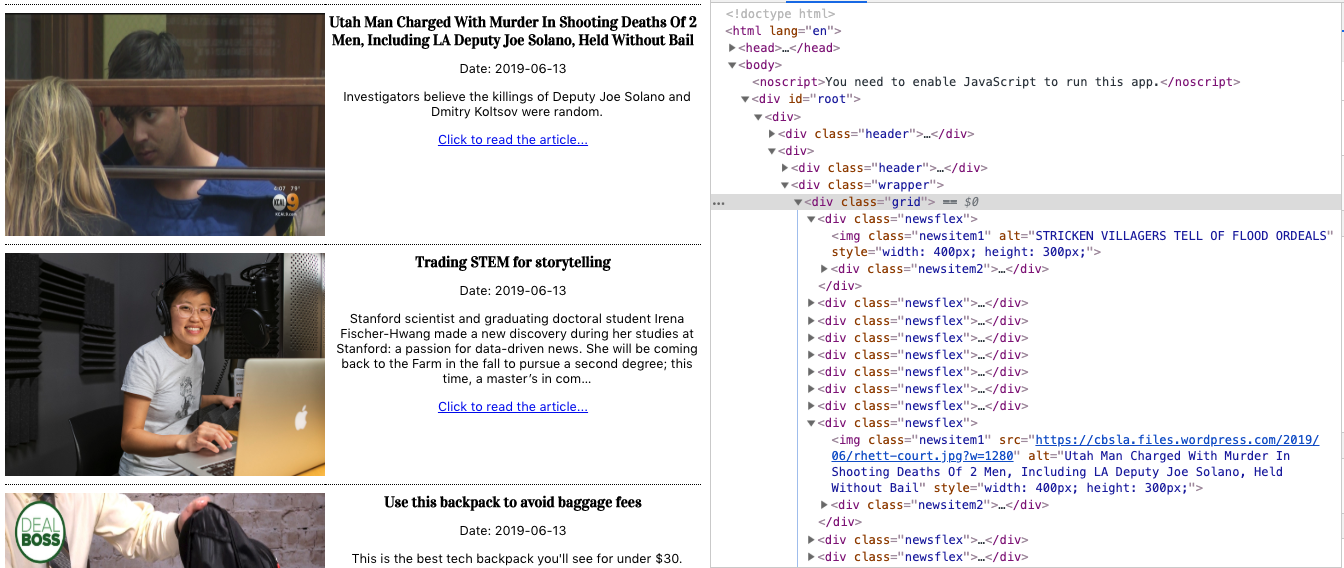 Utah Man Charged With Murder In Shooting Deaths Of 2
Men, Including LA Deputy Joe Solano, Held Without Bail
Date: 2019-06-13
Investigators believe the killings of Deputy Joe Solano and
Dmitry Koltsov were random.
Click to read the article...
4:07 79°
KCAL 9
KCAL9.com
Trading STEM for storytelling
Date: 2019-06-13
Stanford scientist and graduating doctoral student Irena
Fischer-Hwang made a new discovery during her studies at
Stanford: a passion for data-driven news. She will be coming
back to the Farm in the fall to pursue a second degree; this
time, a master’s in com…
Click to read the article...
DEAL
BOSS
Use this backpack to avoid baggage fees
Date: 2019-06-13
This is the best tech backpack you'll see for under $30.
<!doctype html>
<html lang="en">
▶<head>…</head>
▼<body>
<noscript>You need to enable JavaScript to run this app.</noscript>
▼<div id="root">
▼<div>
▶<div class="header">…</div>
▼<div>
▶<div class="header">…</div>
▼<div class="wrapper">
… ▼<div class="grid"> == $0
▼<div class="newsflex">
<img class="newsitem1" alt="STRICKEN VILLAGERS TELL OF FLOOD ORDEALS"
style="width: 400px; height: 300px;">
▶<div class="newsitem2">…</div>
</div>
▶<div class="newsflex">…</div>
▶<div class="newsflex">…</div>
▶<div class="newsflex">…</div>
▶<div class="newsflex">…</div>
▶<div class="newsflex">…</div>
▶<div class="newsflex">…</div>
▶<div class="newsflex">…</div>
▼<div class="newsflex">
<img class="newsitem1" src="https://cbsla.files.wordpress.com/2019/
06/rhett-court.jpg?w=1280" alt="Utah Man Charged With Murder In
Shooting Deaths Of 2 Men, Including LA Deputy Joe Solano, Held
Without Bail" style="width: 400px; height: 300px;">
▶<div class="newsitem2">…</div>
</div>
▶<div class="newsflex">…</div>
▶<div class="newsflex">…</div>